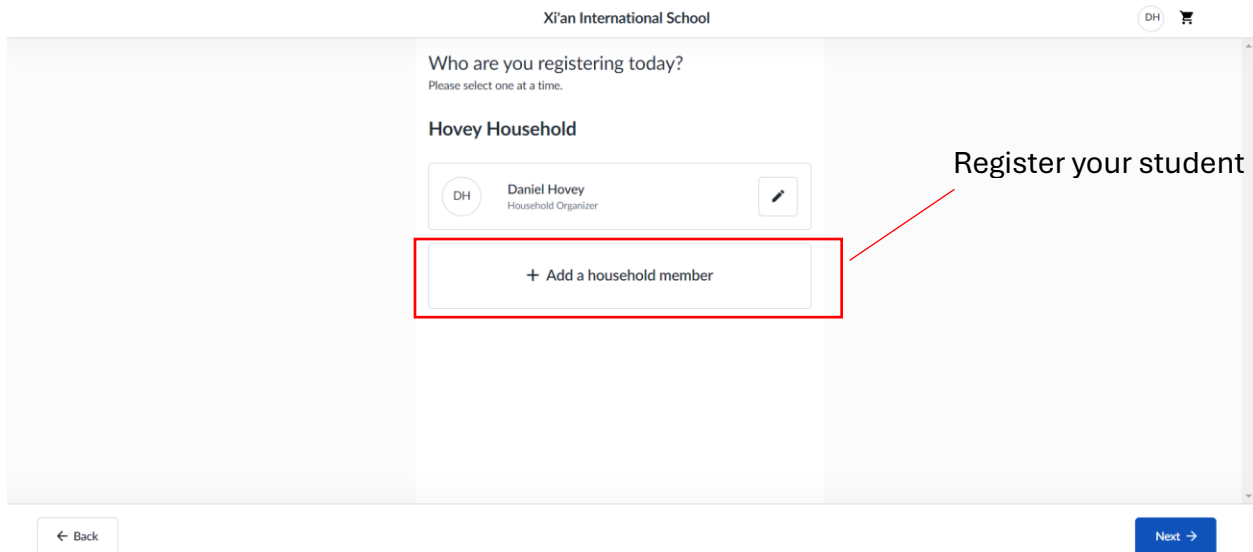 Xi'an International School
DH
Who are you registering today?
Please select one at a time.
Hovey Household
Register your student
DH
Daniel Hovey
Household Organizer
+ Add a household member
← Back
Next →